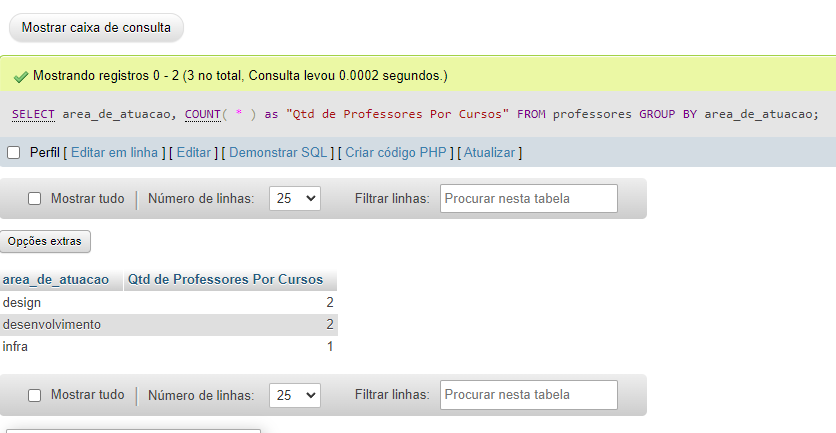 Mostrar caixa de consulta
Mostrando registros 0 - 2 (3 no total, Consulta levou 0.0002 segundos.)
SELECT area_de_atuacao, COUNT( * ) as "Qtd de Professores Por Cursos" FROM professores GROUP BY area_de_atuacao;
Perfil [ Editar em linha ] [ Editar ] [ Demonstrar SQL ] [ Criar código PHP ] [ Atualizar ]
Mostrar tudo | Número de linhas: 25 Filtrar linhas: Procurar nesta tabela
Opções extras
area_de_atuacao Qtd de Professores Por Cursos
design 2
desenvolvimento 2
infra 1
Mostrar tudo | Número de linhas: 25 Filtrar linhas: Procurar nesta tabela